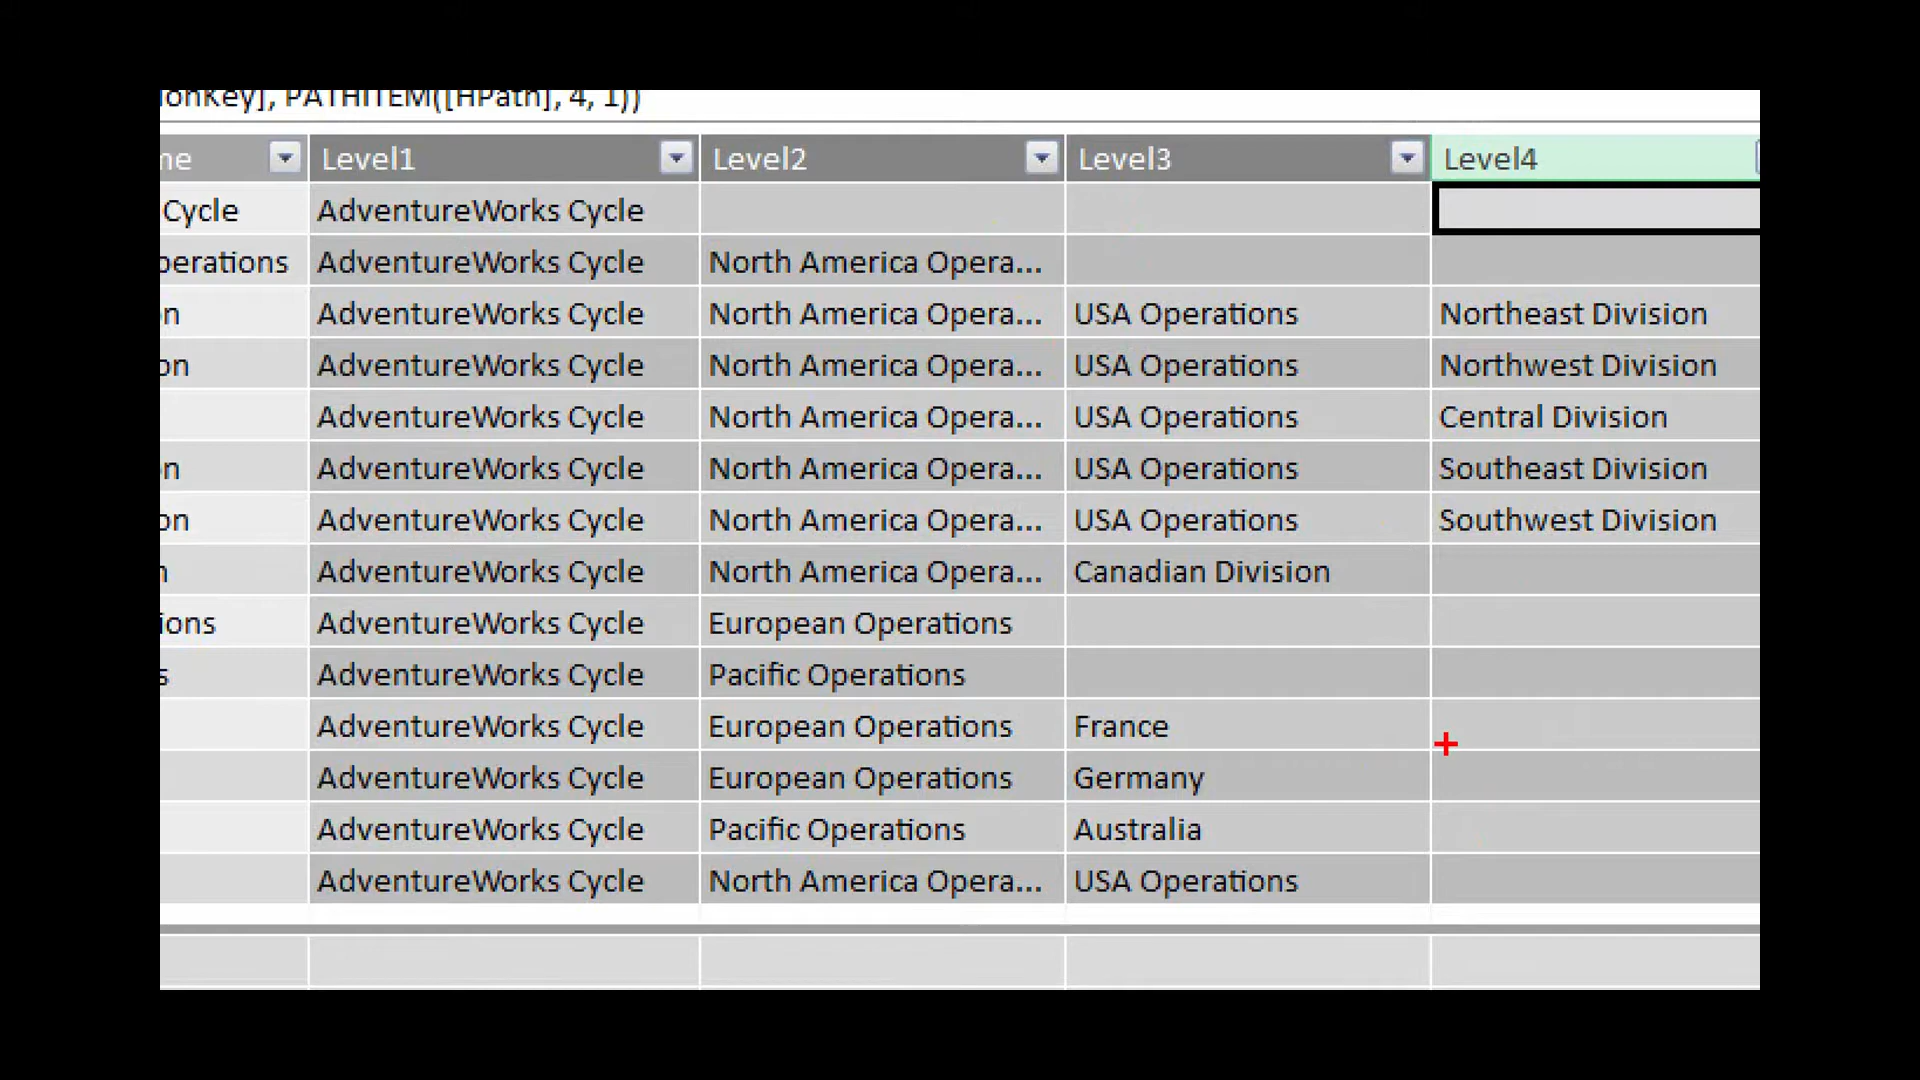 onKey], PATHITEM([HPath], 4, 1))
me Level1 Level2 Level3 Level4
Cycle AdventureWorks Cycle
perations AdventureWorks Cycle North America Opera...
on AdventureWorks Cycle North America Opera... USA Operations Northeast Division
on AdventureWorks Cycle North America Opera... USA Operations Northwest Division
AdventureWorks Cycle North America Opera... USA Operations Central Division
n AdventureWorks Cycle North America Opera... USA Operations Southeast Division
on AdventureWorks Cycle North America Opera... USA Operations Southwest Division
n AdventureWorks Cycle North America Opera... Canadian Division
ions AdventureWorks Cycle European Operations
s AdventureWorks Cycle Pacific Operations
AdventureWorks Cycle European Operations France
AdventureWorks Cycle European Operations Germany
AdventureWorks Cycle Pacific Operations Australia
AdventureWorks Cycle North America Opera... USA Operations